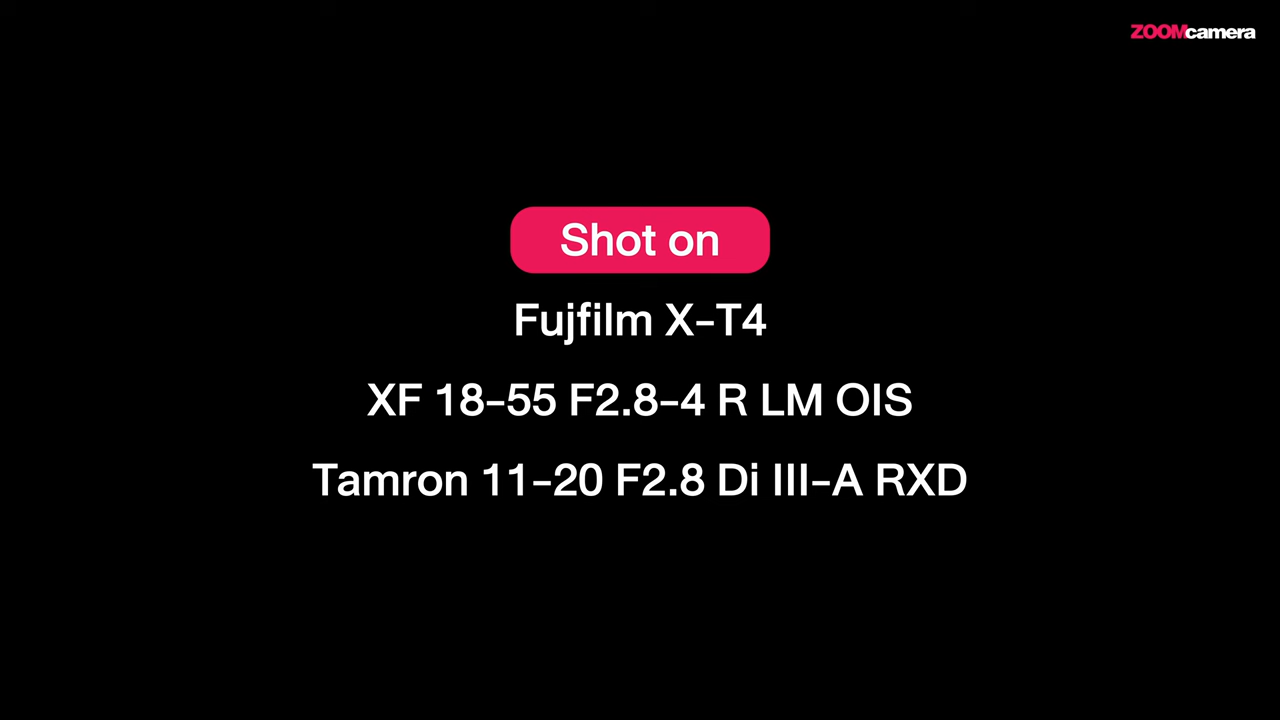 ZOOMcamera
Shot on
Fujfilm X-T4
XF 18-55 F2.8-4 R LM OIS
Tamron 11-20 F2.8 Di III-A RXD